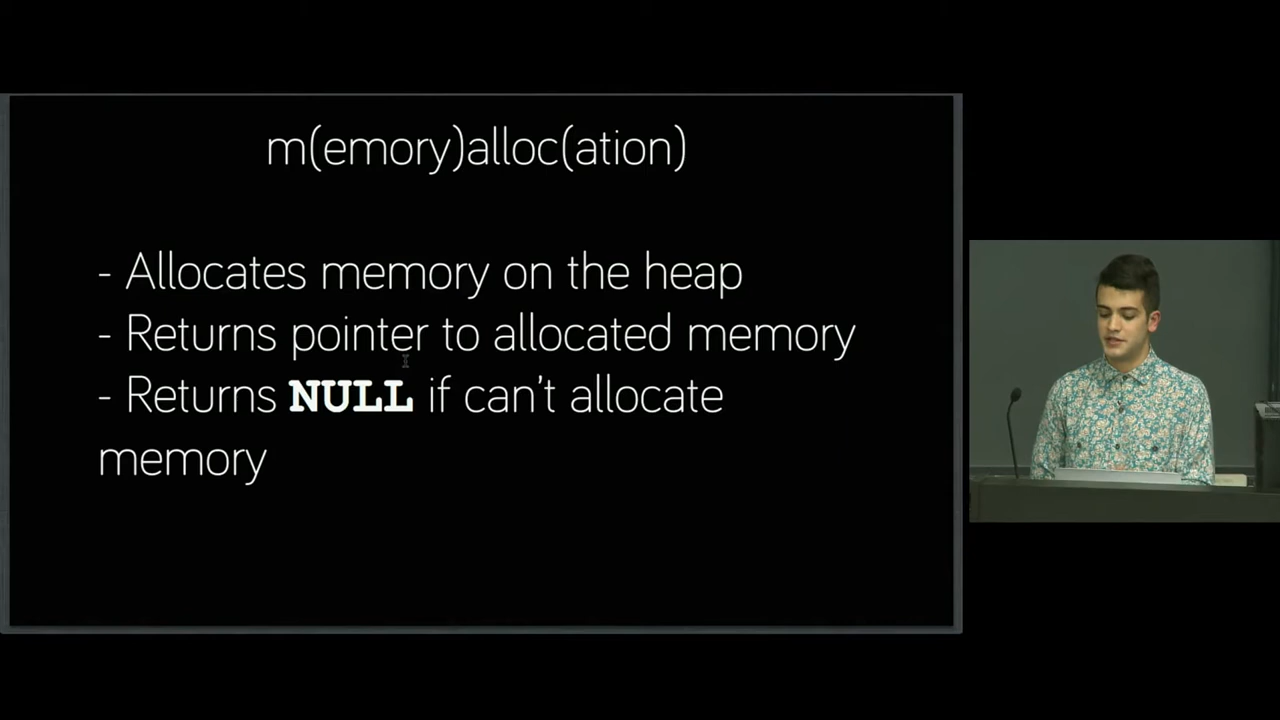 m(emory)alloc(ation)
- Allocates memory on the heap
- Returns pointer to allocated memory
- Returns NULL if can't allocate
memory